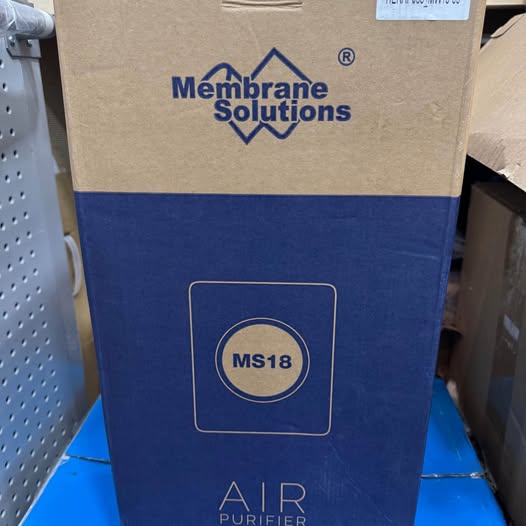 ®
Membrane
Solutions
MS18
AIR
PURIFIER